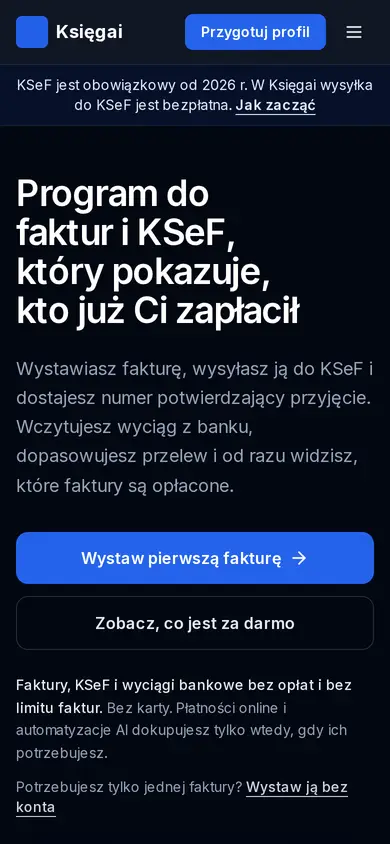 Księgai
Przygotuj profil
KSeF jest obowiązkowy od 2026 r. W Księgai wysyłka
do KSeF jest bezpłatna. Jak zacząć
Program do
faktur i KSeF,
który pokazuje,
kto już Ci zapłacił
Wystawiasz fakturę, wysyłasz ją do KSeF i
dostajesz numer potwierdzający przyjęcie.
Wczytujesz wyciąg z banku,
dopasowujesz przelew i od razu widzisz,
które faktury są opłacone.
Wystaw pierwszą fakturę →
Zobacz, co jest za darmo
Faktury, KSeF i wyciągi bankowe bez opłat i bez
limitu faktur. Bez karty. Płatności online i
automatyzacje AI dokupujesz tylko wtedy, gdy ich
potrzebujesz.
Potrzebujesz tylko jednej faktury? Wystaw ją bez
konta